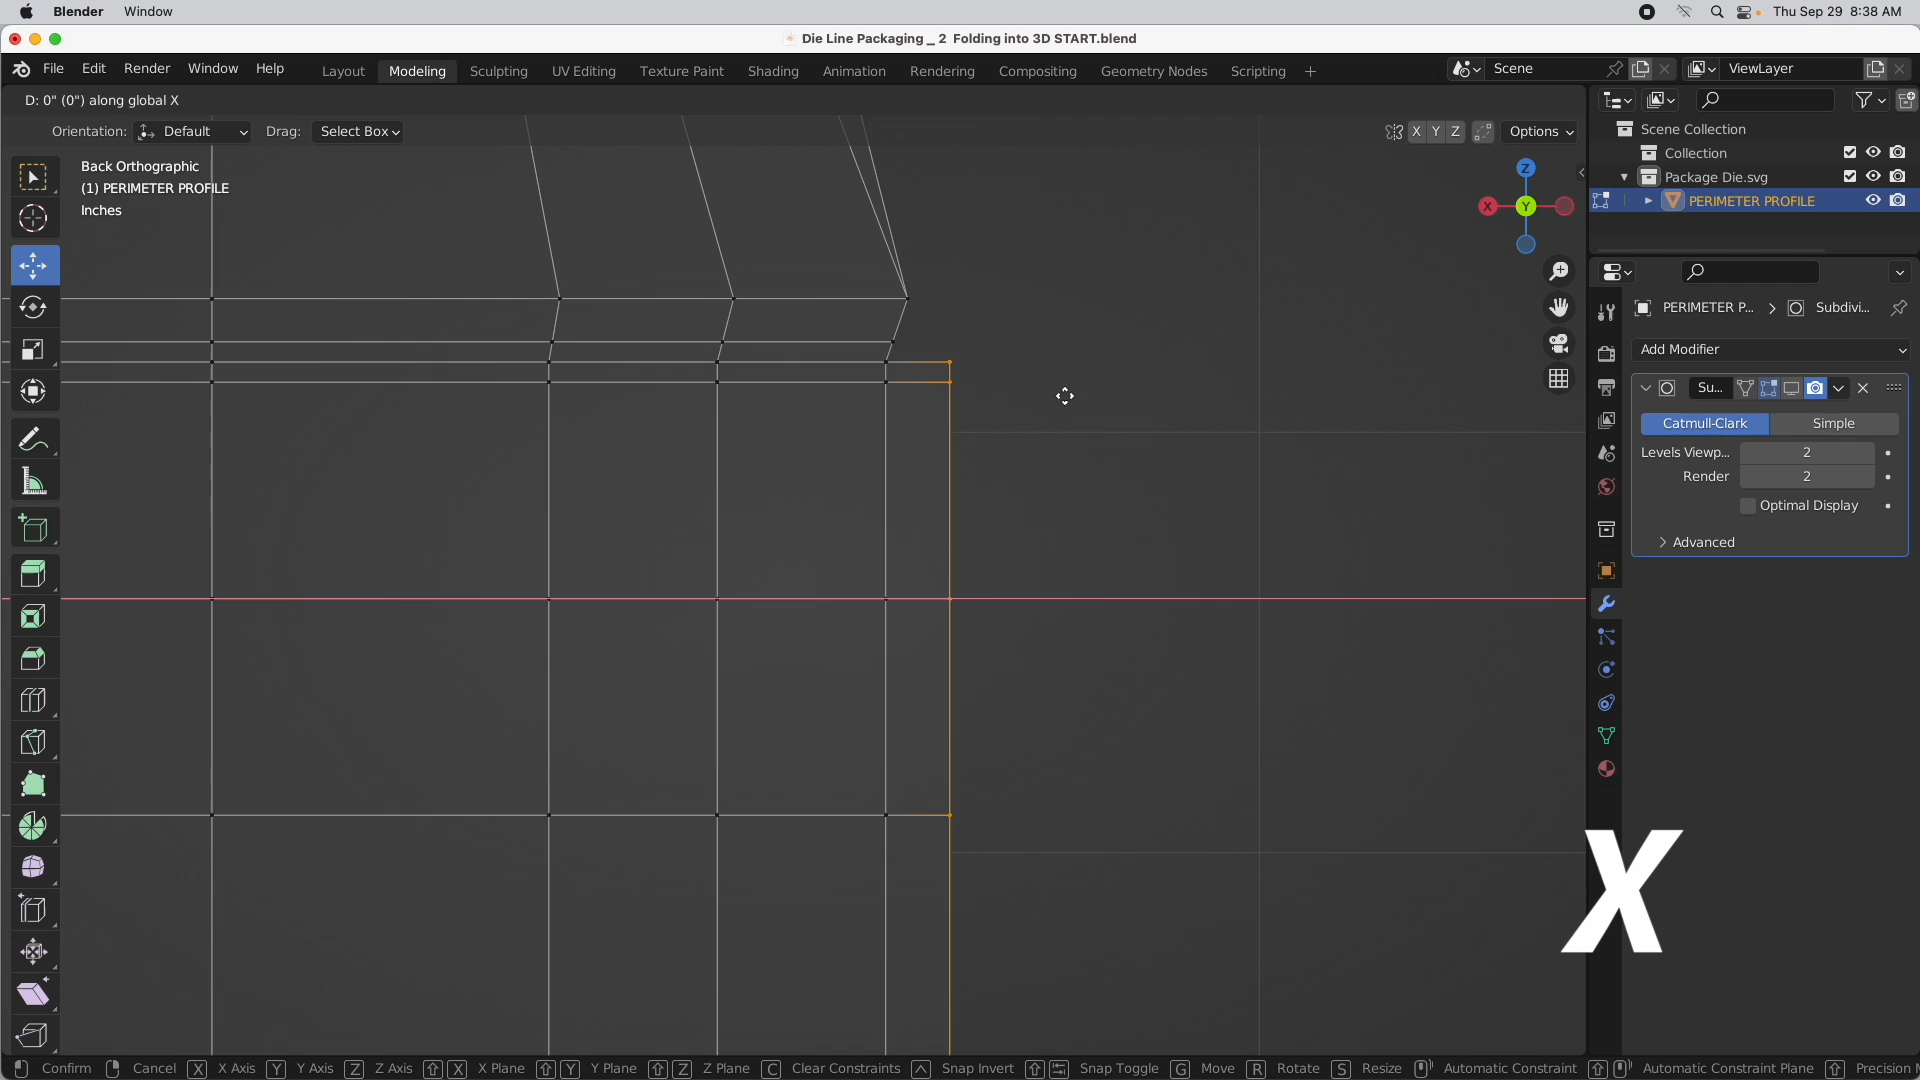 Blender Window Thu Sep 29 8:38 AM
Die Line Packaging _ 2 Folding into 3D START.blend
File Edit Render Window Help Layout Modeling Sculpting UV Editing Texture Paint Shading Animation Rendering Compositing Geometry Nodes Scripting + Scene ViewLayer
D: 0" (0") along global X
Orientation: Default Drag: Select Box X Y Z Options
Scene Collection
Collection
Package Die.svg
PERIMETER PROFILE
Back Orthographic
(1) PERIMETER PROFILE
Inches
Z
X Y
PERIMETER P... > Subdivi...
Add Modifier
Su...
Catmull-Clark Simple
Levels Viewp... 2
Render 2
Optimal Display
Advanced
X
Confirm Cancel X X Axis Y Y Axis Z Z Axis X X Plane Y Y Plane Z Z Plane C Clear Constraints Snap Invert Snap Toggle G Move R Rotate S Resize Automatic Constraint Automatic Constraint Plane Precision